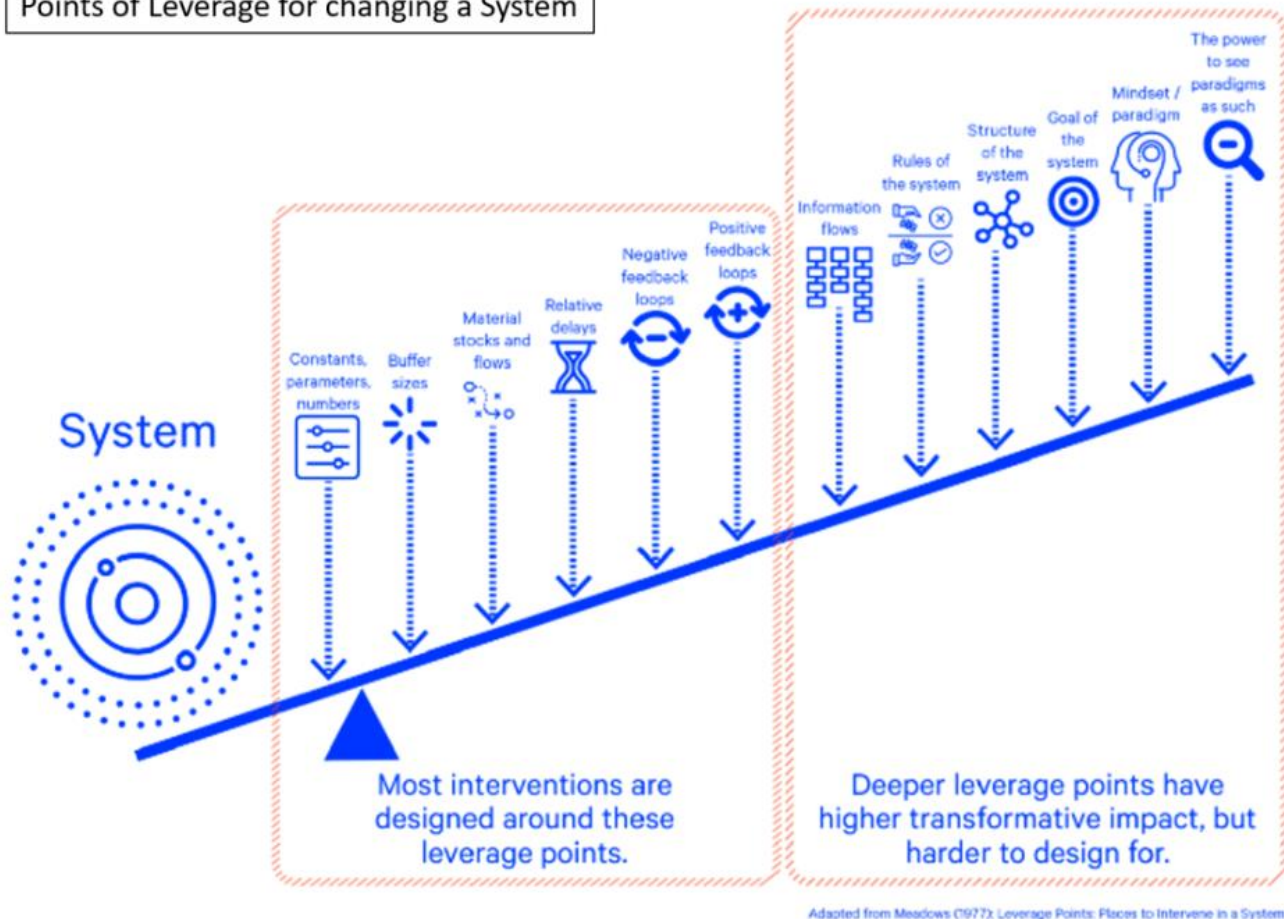 Points of Leverage for changing a System
System
Constants,
parameters,
numbers
Buffer
sizes
Material
stocks and
flows
Relative
delays
Negative
feedback
loops
Positive
feedback
loops
Information
flows
Rules of
the system
Structure
of the
system
Goal of
the
system
Mindset /
paradigm
The power
to see
paradigms
as such
Most interventions are
designed around these
leverage points.
Deeper leverage points have
higher transformative impact, but
harder to design for.
Adapted from Meadows (1977): Leverage Points: Places to Intervene in a System